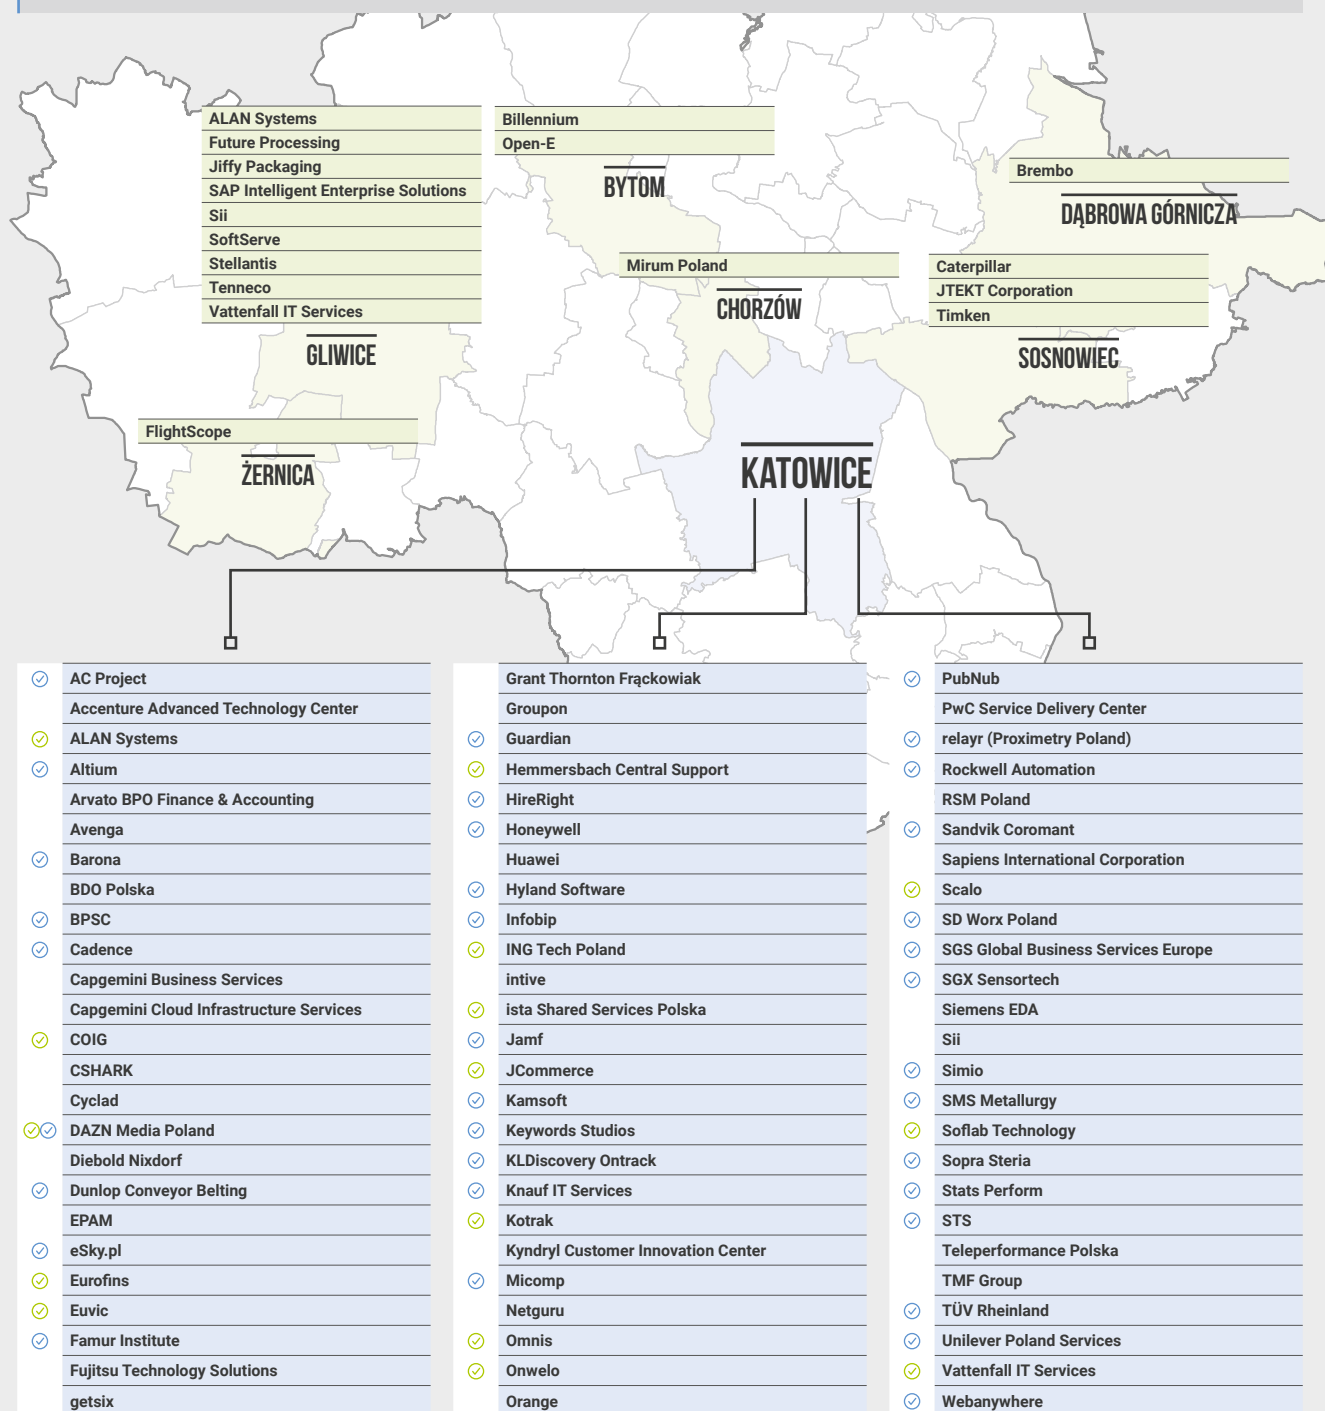 ALAN Systems
Future Processing
Jiffy Packaging
SAP Intelligent Enterprise Solutions
Sii
SoftServe
Stellantis
Tenneco
Vattenfall IT Services
GLIWICE
Billennium
Open-E
BYTOM
Brembo
DĄBROWA GÓRNICZA
Mirum Poland
CHORZÓW
Caterpillar
JTEKT Corporation
Timken
SOSNOWIEC
FlightScope
ŻERNICA
KATOWICE
AC Project
Accenture Advanced Technology Center
ALAN Systems
Altium
Arvato BPO Finance & Accounting
Avenga
Barona
BDO Polska
BPSC
Cadence
Capgemini Business Services
Capgemini Cloud Infrastructure Services
COIG
CSHARK
Cyclad
DAZN Media Poland
Diebold Nixdorf
Dunlop Conveyor Belting
EPAM
eSky.pl
Eurofins
Euvic
Famur Institute
Fujitsu Technology Solutions
getsix
Grant Thornton Frąckowiak
Groupon
Guardian
Hemmersbach Central Support
HireRight
Honeywell
Huawei
Hyland Software
Infobip
ING Tech Poland
intive
ista Shared Services Polska
Jamf
JCommerce
Kamsoft
Keywords Studios
KLDiscovery Ontrack
Knauf IT Services
Kotrak
Kyndryl Customer Innovation Center
Micomp
Netguru
Omnis
Onwelo
Orange
PubNub
PwC Service Delivery Center
relayr (Proximetry Poland)
Rockwell Automation
RSM Poland
Sandvik Coromant
Sapiens International Corporation
Scalo
SD Worx Poland
SGS Global Business Services Europe
SGX Sensortech
Siemens EDA
Sii
Simio
SMS Metallurgy
Soflab Technology
Sopra Steria
Stats Perform
STS
Teleperformance Polska
TMF Group
TÜV Rheinland
Unilever Poland Services
Vattenfall IT Services
Webanywhere